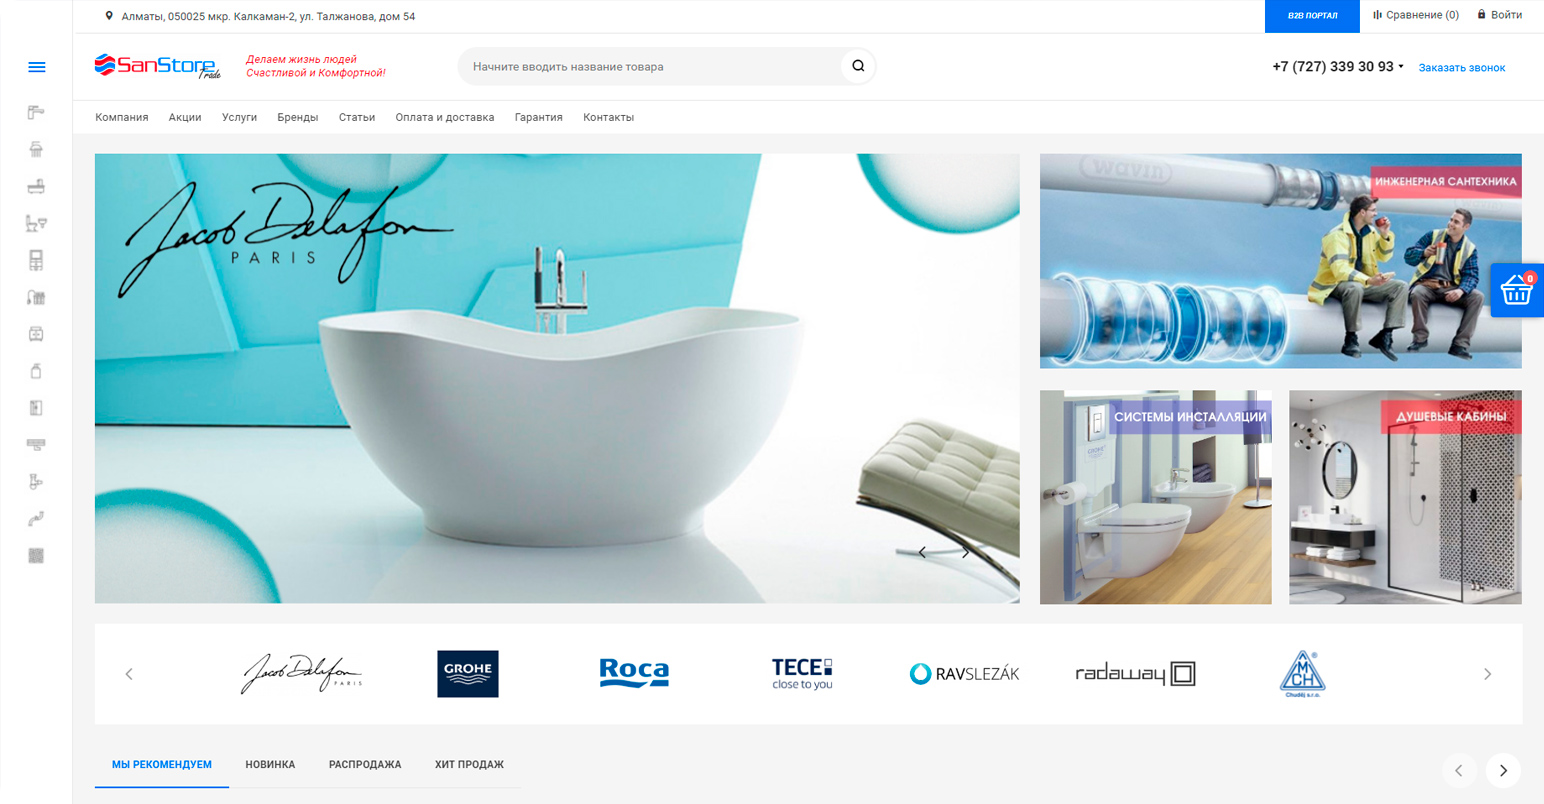 Алматы, 050025 мкр. Калкаман-2, ул. Талжанова, дом 54
B2B ПОРТАЛ
Сравнение (0)
Войти
SanStore
Trade
Делаем жизнь людей
Счастливой и Комфортной!
Начните вводить название товара
+7 (727) 339 30 93
Заказать звонок
Компания Акции Услуги Бренды Статьи Оплата и доставка Гарантия Контакты
Jacob Delafon
PARIS
wavin
ИНЖЕНЕРНАЯ САНТЕХНИКА
0
СИСТЕМЫ ИНСТАЛЛЯЦИИ
GROHE
ДУШЕВЫЕ КАБИНЫ
Jacob Delafon
PARIS
GROHE
Roca
TECE
close to you
RAVSLEZÁK
radaway
MCH
®
Chuděj s.r.o.
МЫ РЕКОМЕНДУЕМ НОВИНКА РАСПРОДАЖА ХИТ ПРОДАЖ